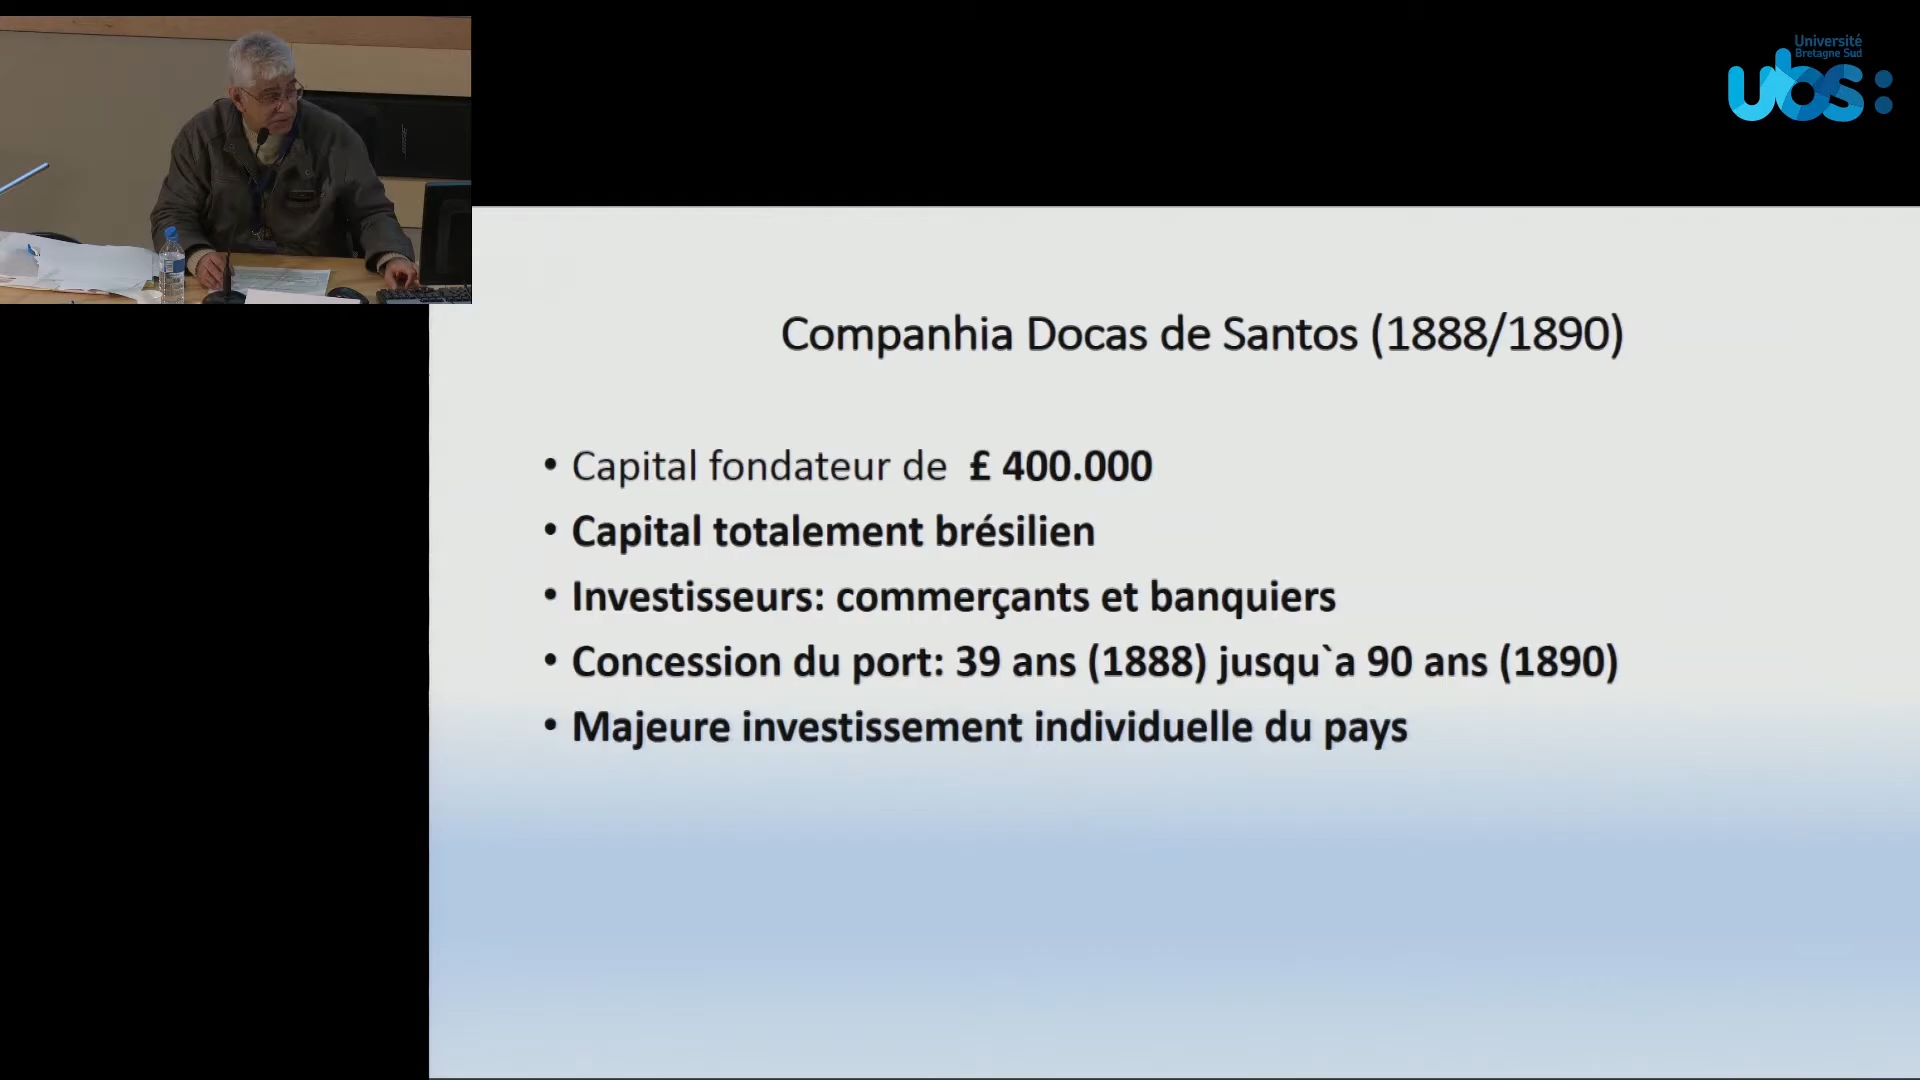 Université
Bretagne Sud
ubs:
Companhia Docas de Santos (1888/1890)
• Capital fondateur de £ 400.000
• Capital totalement brésilien
• Investisseurs: commerçants et banquiers
• Concession du port: 39 ans (1888) jusqu`a 90 ans (1890)
• Majeure investissement individuelle du pays